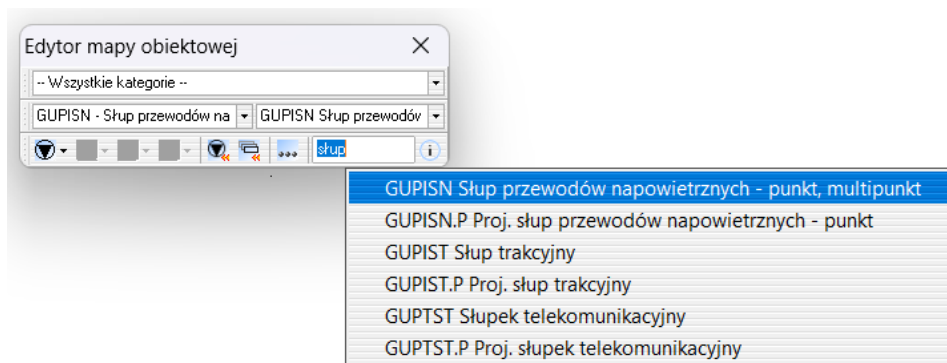 Edytor mapy obiektowej
-- Wszystkie kategorie --
GUPISN - Słup przewodów na GUPISN Słup przewodów
słup
GUPISN Słup przewodów napowietrznych - punkt, multipunkt
GUPISN.P Proj. słup przewodów napowietrznych - punkt
GUPIST Słup trakcyjny
GUPIST.P Proj. słup trakcyjny
GUPTST Słupek telekomunikacyjny
GUPTST.P Proj. słupek telekomunikacyjny